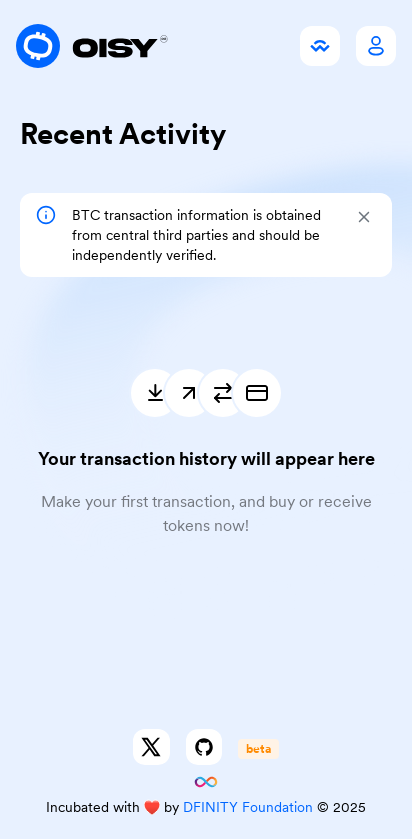 OISY
Recent Activity
BTC transaction information is obtained
from central third parties and should be
independently verified.
Your transaction history will appear here
Make your first transaction, and buy or receive
tokens now!
beta
Incubated with ❤️ by DFINITY Foundation © 2025